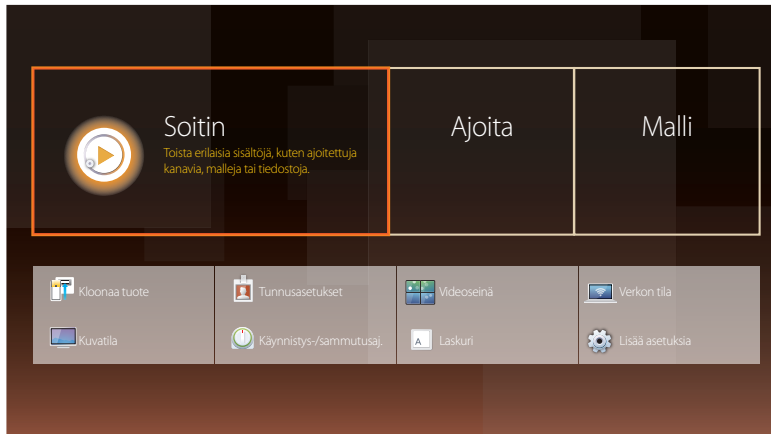 Soitin
Toista erilaisia sisältöjä, kuten ajoitettuja
kanavia, malleja tai tiedostoja.
Ajoita
Malli
Kloonaa tuote
Tunnusasetukset
Videoseinä
Verkon tila
Kuvatila
Käynnistys-/sammutusaj.
A
Laskuri
Lisää asetuksia